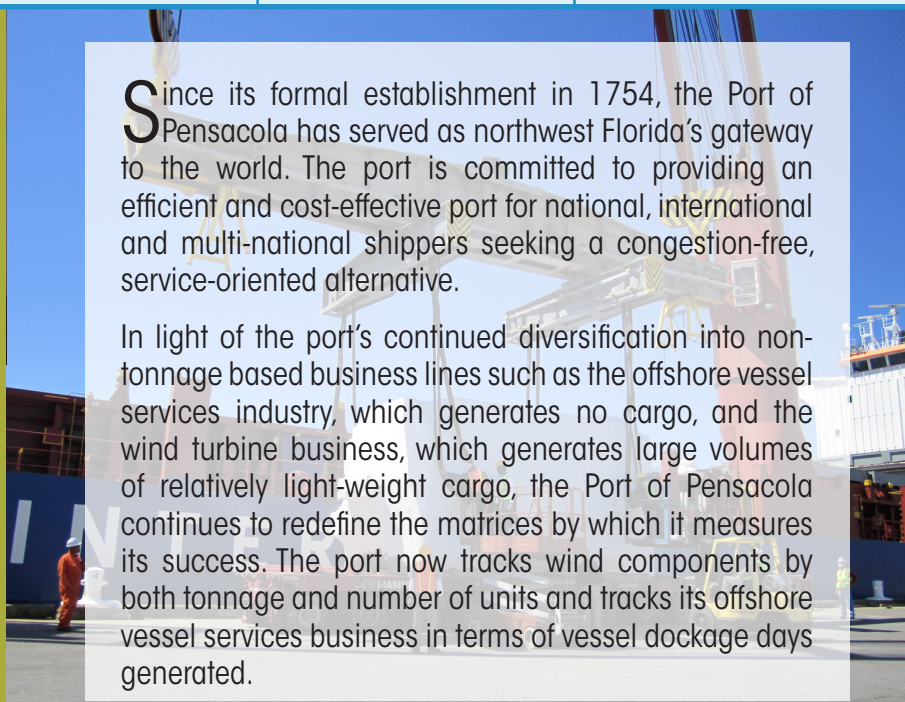 Since its formal establishment in 1754, the Port of
Pensacola has served as northwest Florida's gateway
to the world. The port is committed to providing an
efficient and cost-effective port for national, international
and multi-national shippers seeking a congestion-free,
service-oriented alternative.
In light of the port's continued diversification into non-
tonnage based business lines such as the offshore vessel
services industry, which generates no cargo, and the
wind turbine business, which generates large volumes
of relatively light-weight cargo, the Port of Pensacola
continues to redefine the matrices by which it measures
its success. The port now tracks wind components by
both tonnage and number of units and tracks its offshore
vessel services business in terms of vessel dockage days
generated.
INTER